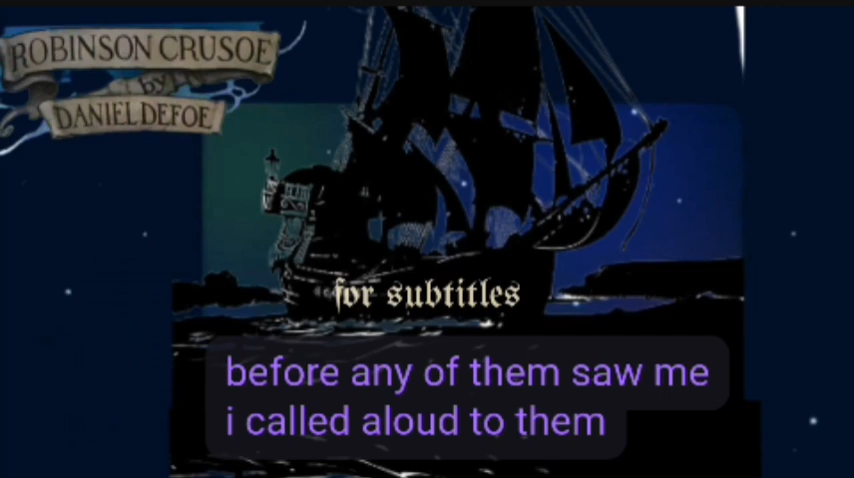 ROBINSON CRUSOE
by
DANIEL DEFOE
for subtitles
before any of them saw me
i called aloud to them